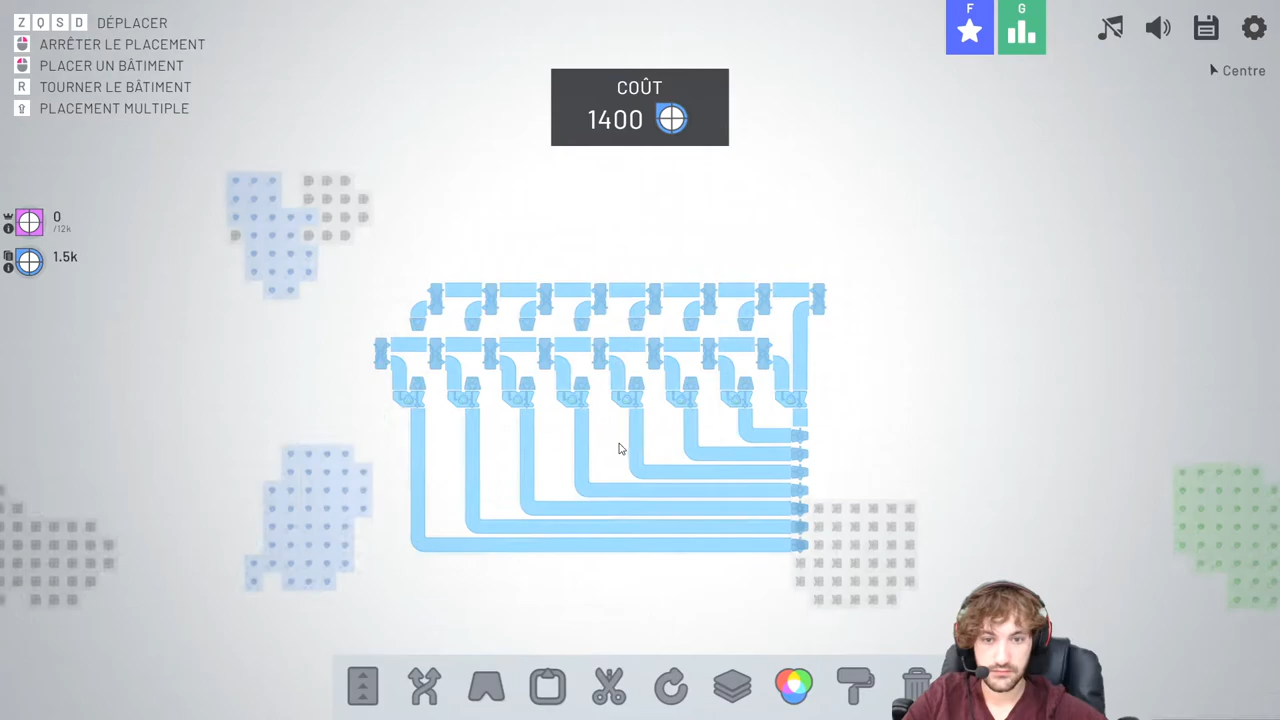 Z Q S D DÉPLACER
ARRÊTER LE PLACEMENT
PLACER UN BÂTIMENT
R TOURNER LE BÂTIMENT
⇧ PLACEMENT MULTIPLE
F
G
Centre
COÛT
1400
0
/12k
1.5k